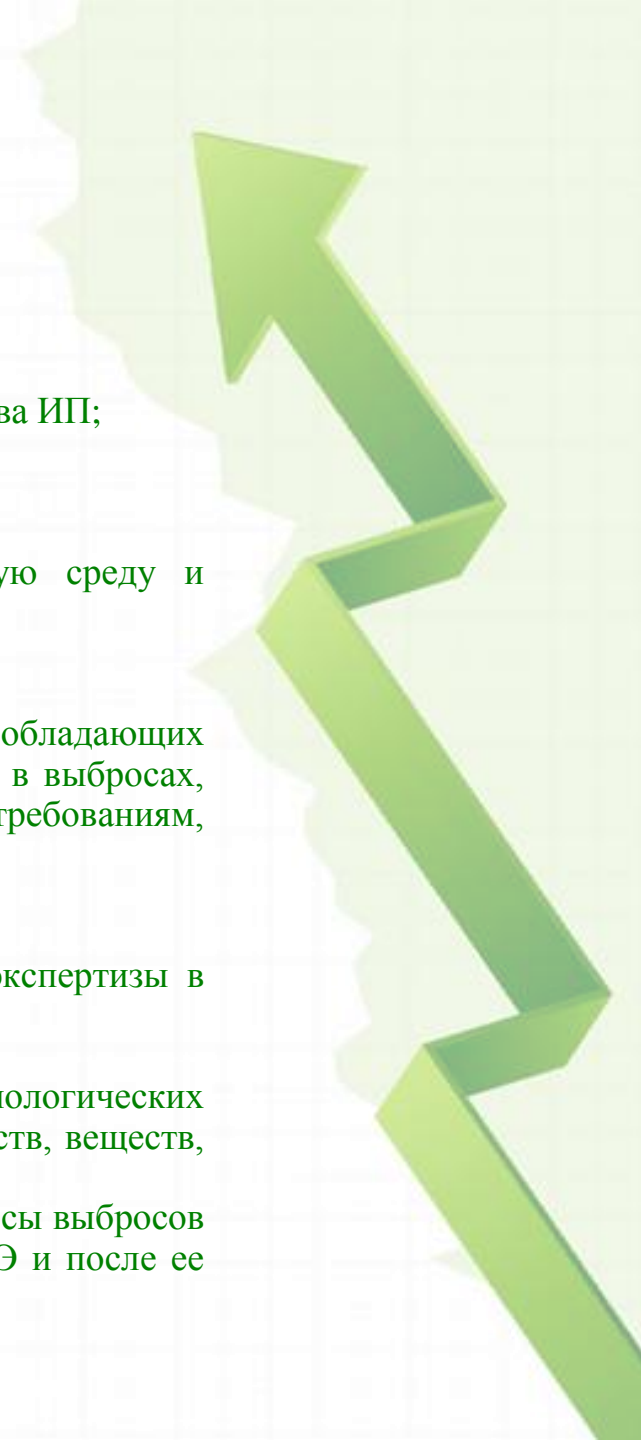 ва ИП;
ую среду и
обладающих
в выбросах,
требованиям,
экспертизы в
нологических
ств, веществ,
сы выбросов
Э и после ее